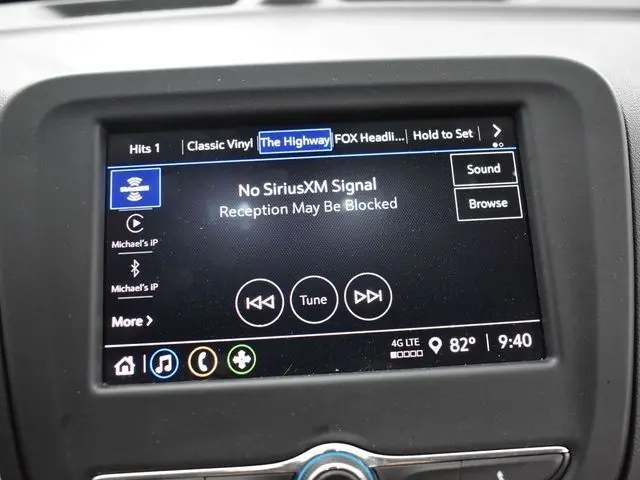 Hits 1
Classic Vinyl
The Highway
FOX Headli...
Hold to Set
No SiriusXM Signal
Reception May Be Blocked
Sound
Browse
Michael's iP
Michael's iP
Tune
More
4G LTE
82°
9:40